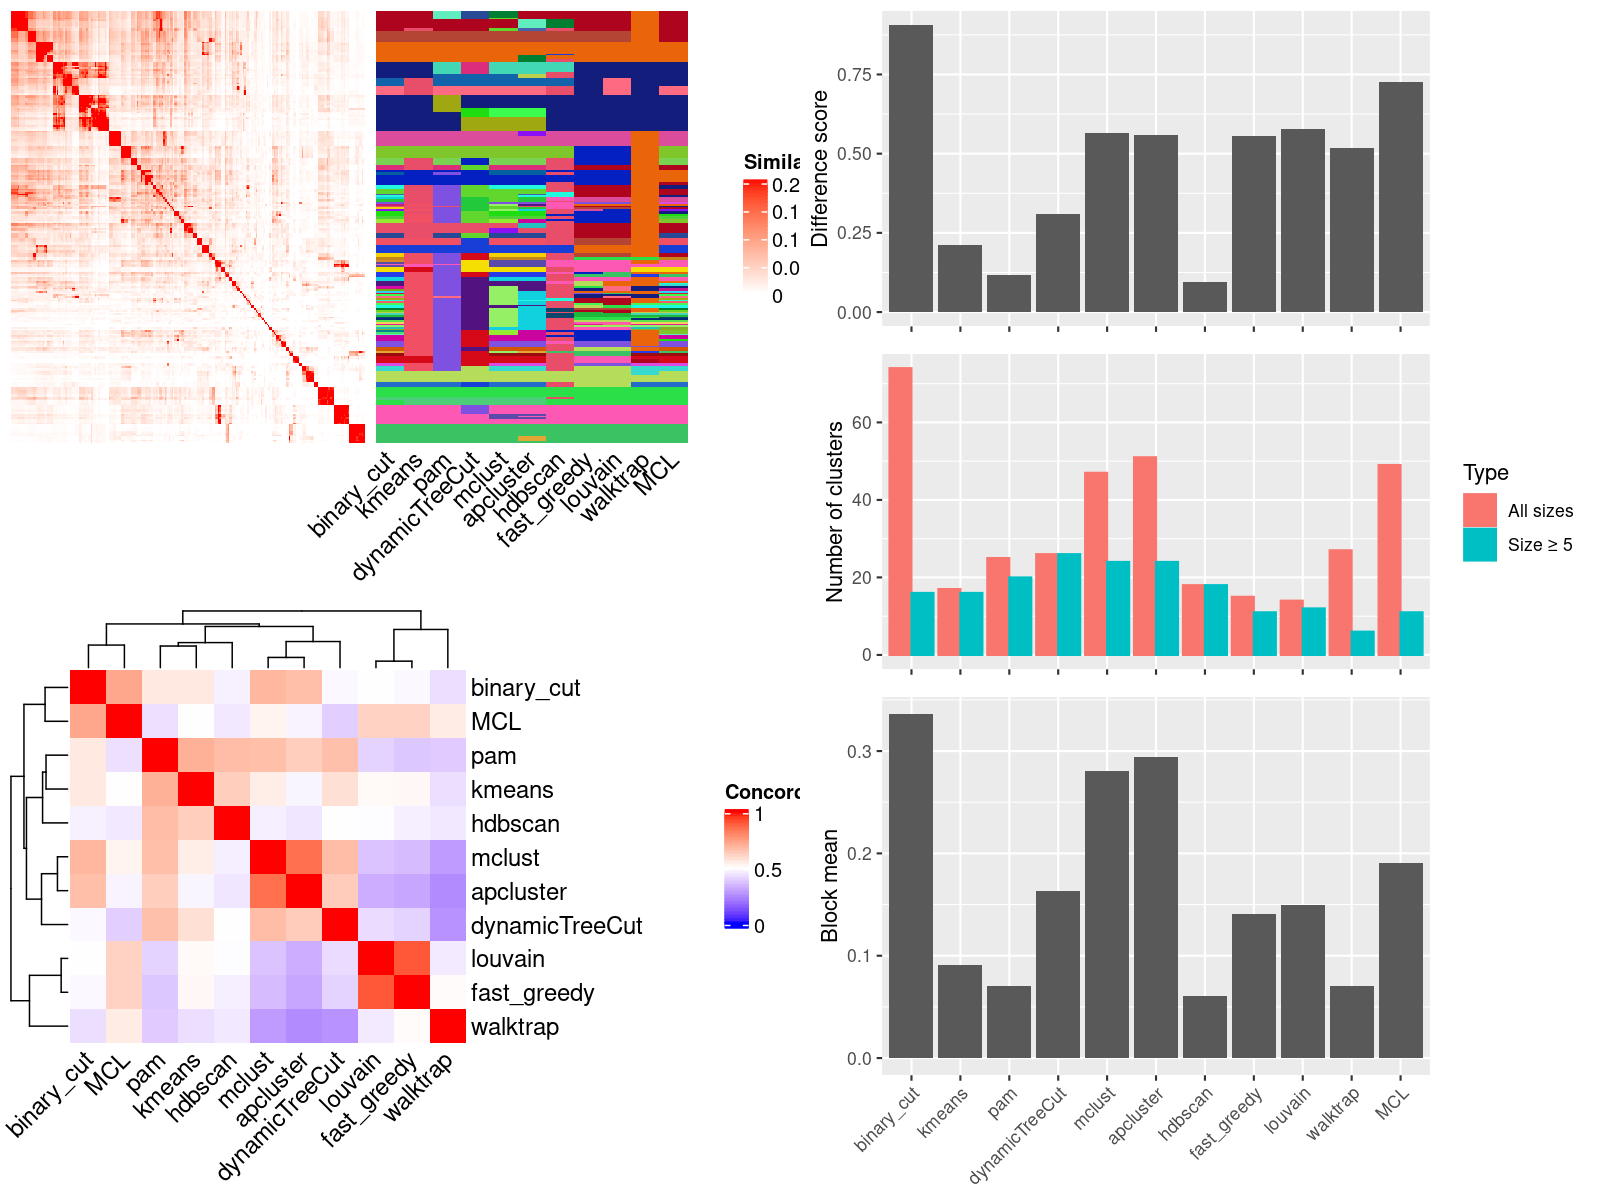 Simila
0.2
0.1
0.1
0.0
0
binary_cut
kmeans
pam
dynamicTreeCut
mclust
apcluster
hdbscan
fast_greedy
louvain
walktrap
MCL
binary_cut
MCL
pam
kmeans
hdbscan
mclust
apcluster
dynamicTreeCut
louvain
fast_greedy
walktrap
binary_cut
MCL
pam
kmeans
hdbscan
mclust
apcluster
dynamicTreeCut
louvain
fast_greedy
walktrap
Concord
1
0.5
0
Difference score
0.75
0.50
0.25
0.00
Number of clusters
60
40
20
0
Type
All sizes
Size ≥ 5
Block mean
0.3
0.2
0.1
0.0
binary_cut
kmeans
pam
dynamicTreeCut
mclust
apcluster
hdbscan
fast_greedy
louvain
walktrap
MCL